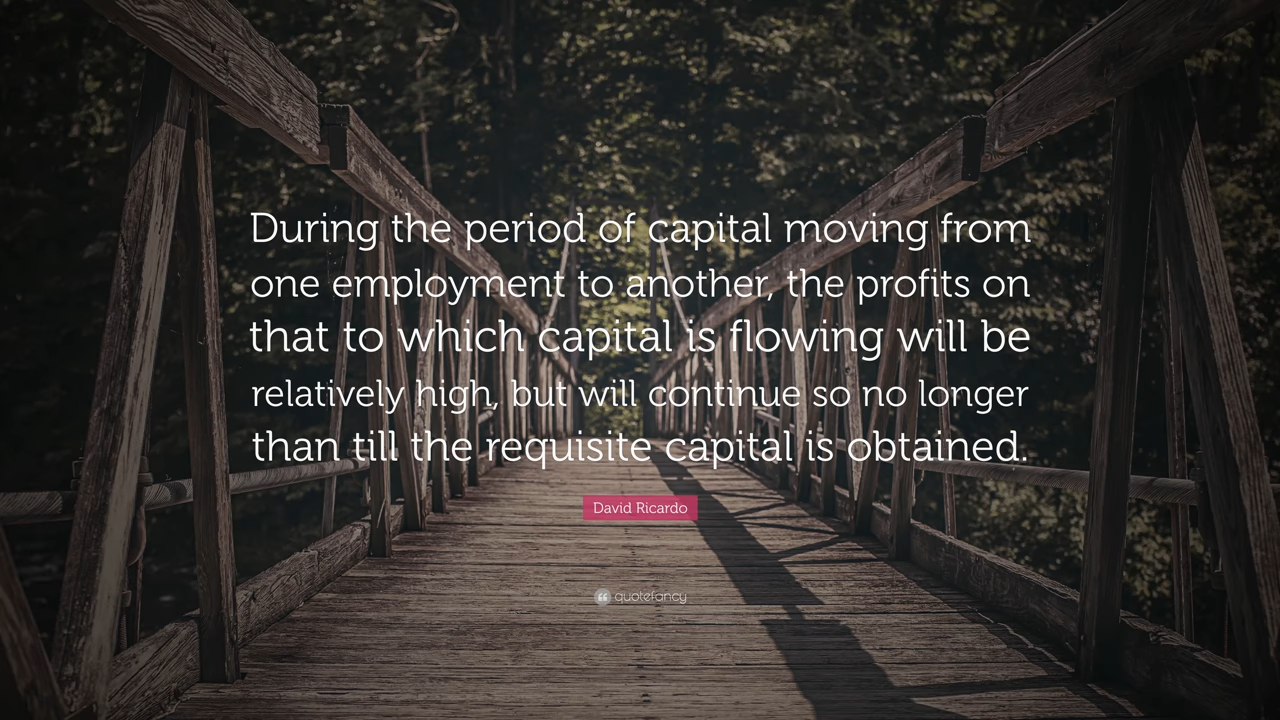 During the period of capital moving from
one employment to another, the profits on
that to which capital is flowing will be
relatively high, but will continue so no longer
than till the requisite capital is obtained.
David Ricardo
quotefancy